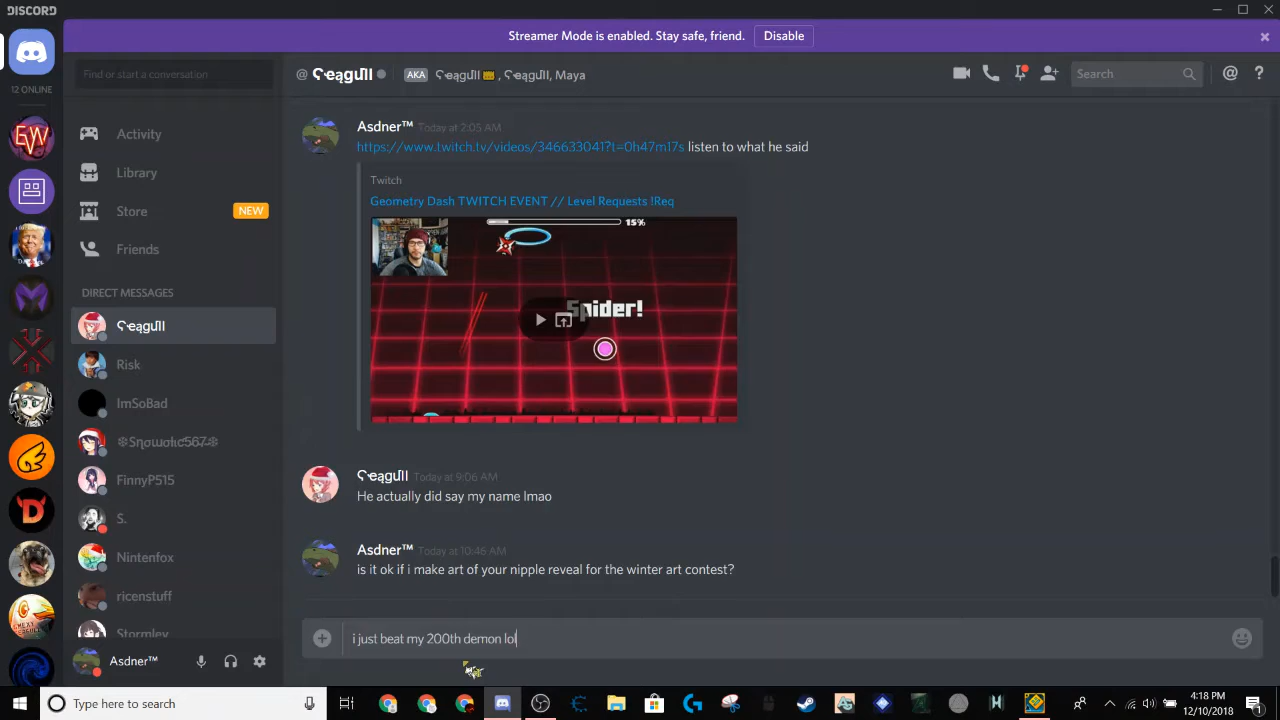 DISCORD
Streamer Mode is enabled. Stay safe, friend. Disable
Find or start a conversation
12 ONLINE
Activity
Library
Store NEW
Friends
DIRECT MESSAGES
Risk
ImSoBad
FinnyP515
S.
Nintenfox
ricenstuff
Stormley
Asdner™
@
AKA
Maya
Search
Asdner™ Today at 2:05 AM
https://www.twitch.tv/videos/346633041?t=0h47m17s listen to what he said
Twitch
Geometry Dash TWITCH EVENT // Level Requests !Req
15%
Spider!
Today at 9:06 AM
He actually did say my name lmao
Asdner™ Today at 10:46 AM
is it ok if i make art of your nipple reveal for the winter art contest?
i just beat my 200th demon lol
Type here to search
4:18 PM
12/10/2018